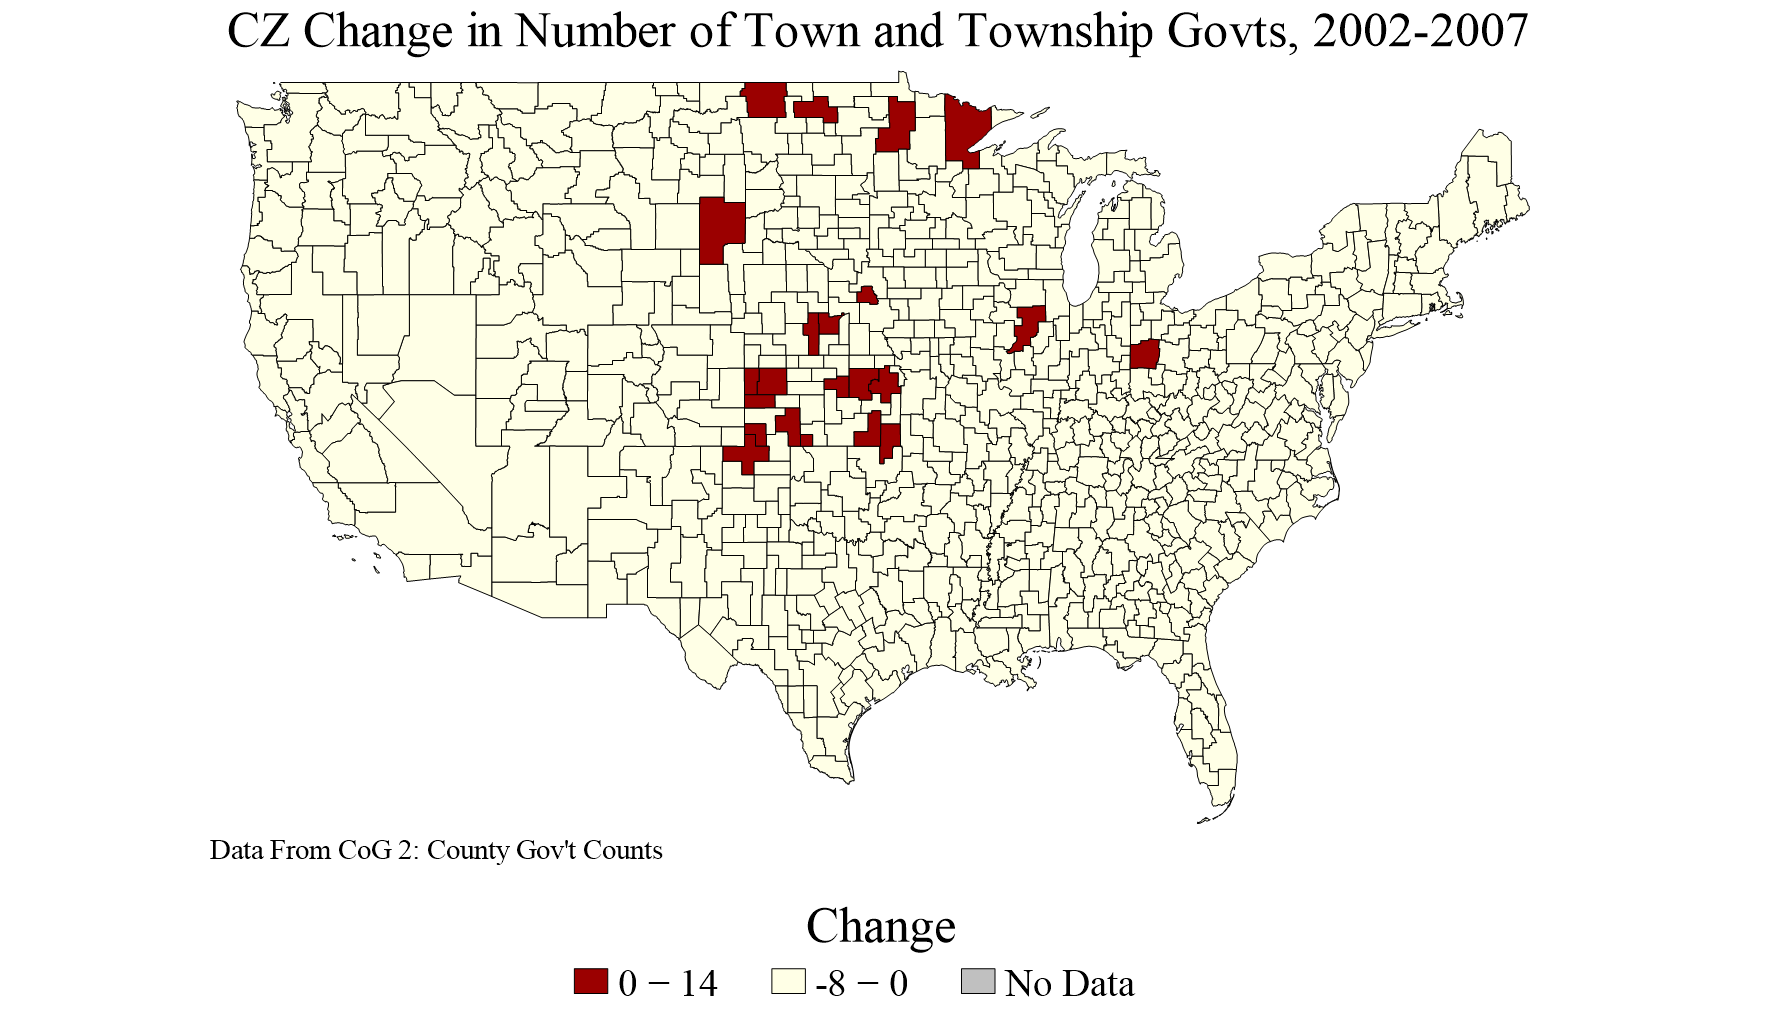 CZ Change in Number of Town and Township Govts, 2002-2007
Data From CoG 2: County Gov't Counts
Change
0 − 14
-8 − 0
No Data